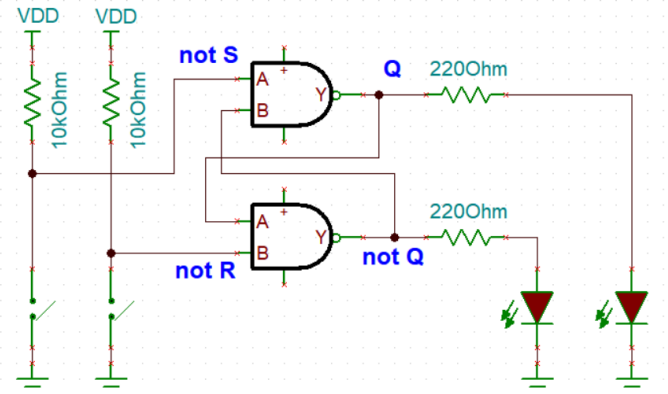 VDD
VDD
not S
Q
220Ohm
10kOhm
10kOhm
+
A
B
Y
220Ohm
+
A
B
Y
not R
not Q